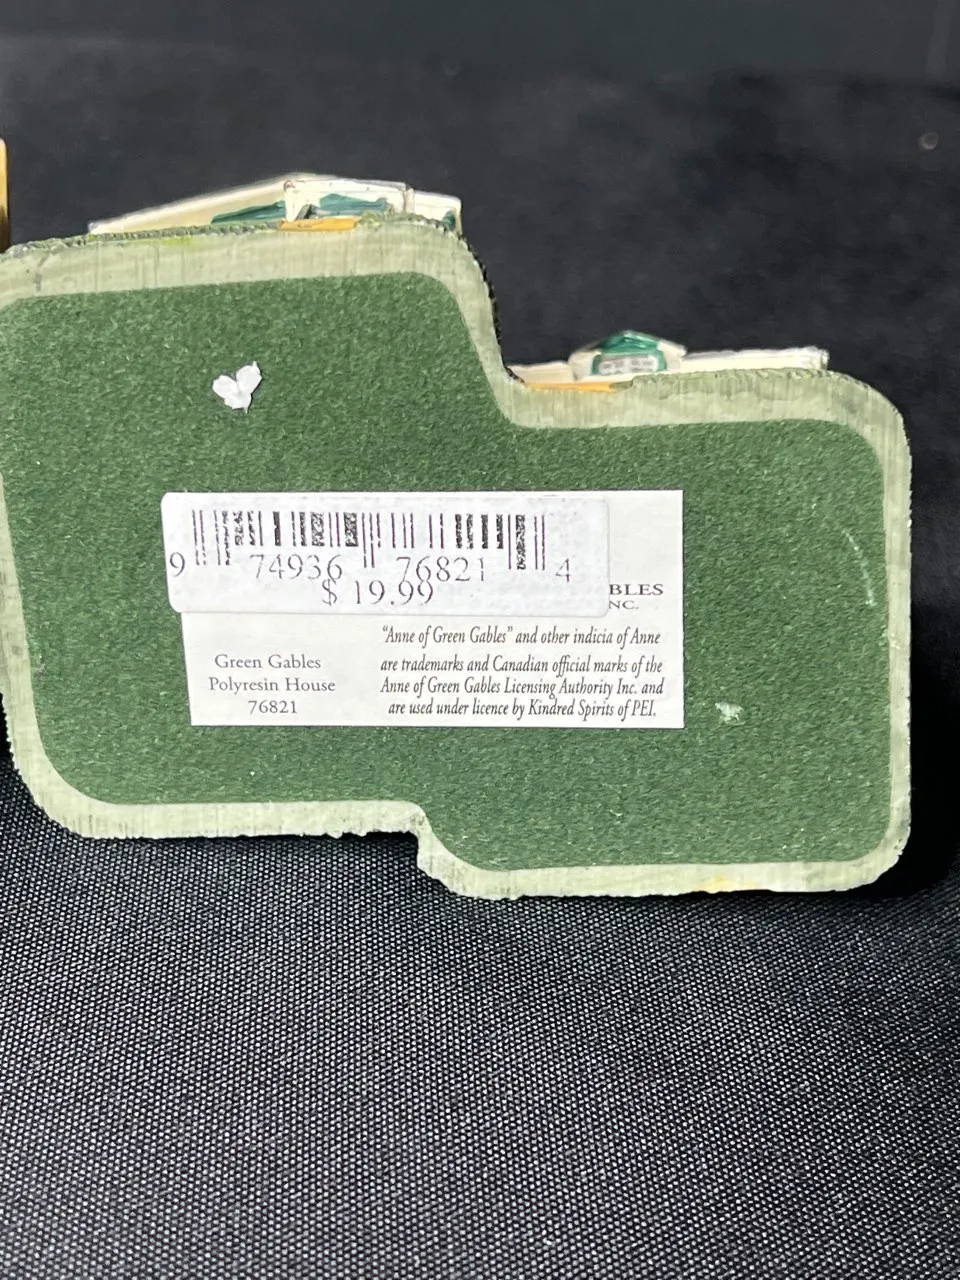 9 74936 76821 4
$ 19.99
BLES
NC.
"Anne of Green Gables" and other indicia of Anne
are trademarks and Canadian official marks of the
Anne of Green Gables Licensing Authority Inc. and
are used under licence by Kindred Spirits of PEI.
Green Gables
Polyresin House
76821